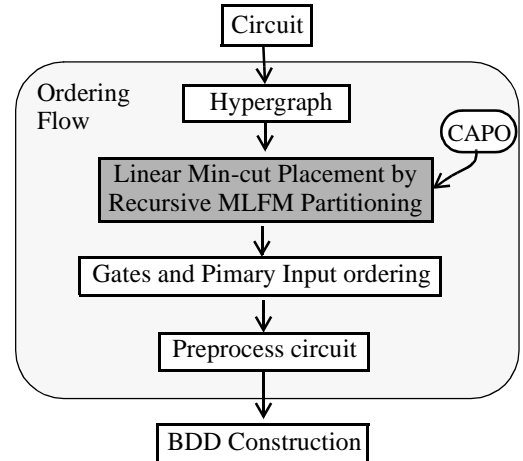 Circuit
Ordering
Flow
Hypergraph
CAPO
Linear Min-cut Placement by
Recursive MLFM Partitioning
Gates and Pimary Input ordering
Preprocess circuit
BDD Construction